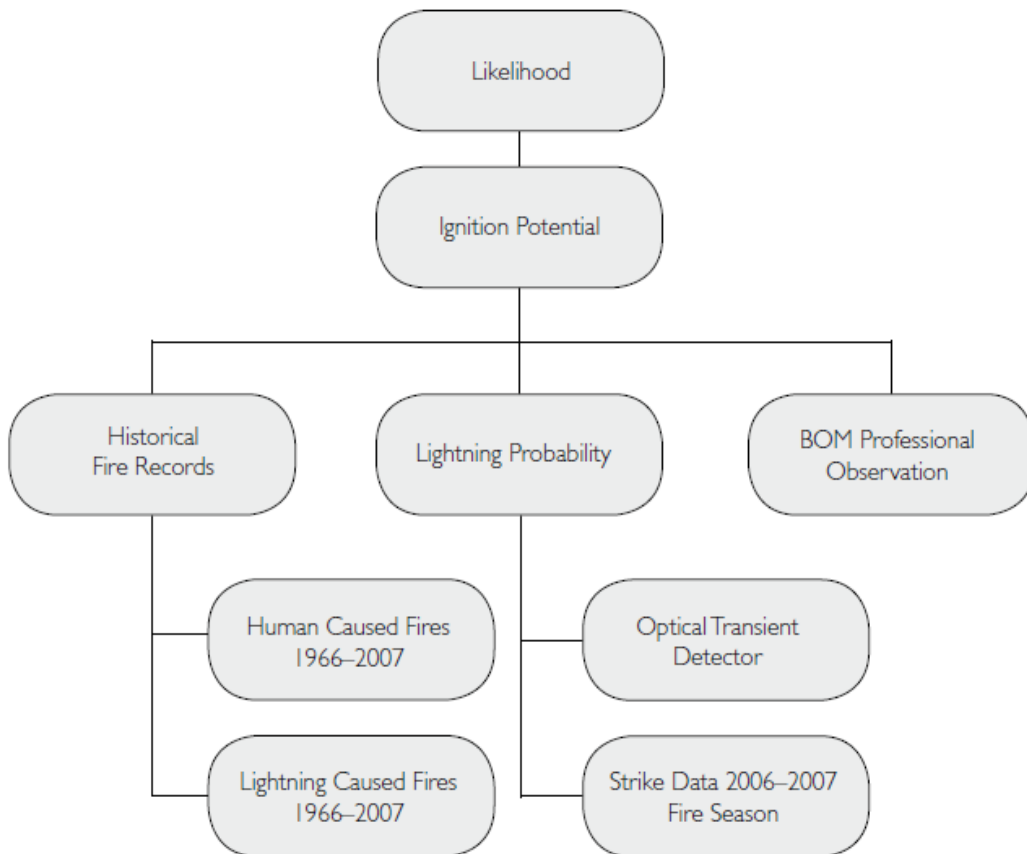 Likelihood
Ignition Potential
Historical
Fire Records
Lightning Probability
BOM Professional
Observation
Human Caused Fires
1966–2007
Optical Transient
Detector
Lightning Caused Fires
1966–2007
Strike Data 2006–2007
Fire Season